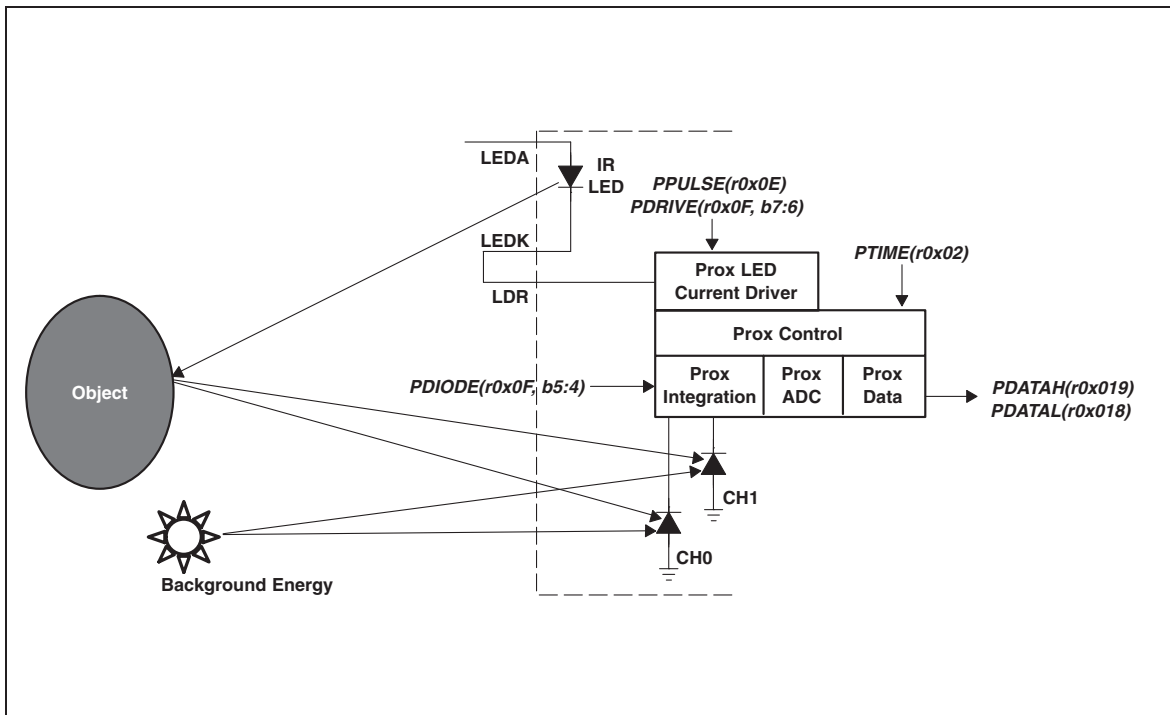 LEDA
IR
LED
PPULSE(r0x0E)
PDRIVE(r0x0F, b7:6)
LEDK
PTIME(r0x02)
Prox LED
Current Driver
LDR
Prox Control
Object
PDIODE(r0x0F, b5:4)
Prox
Integration
Prox
ADC
Prox
Data
PDATAH(r0x019)
PDATAL(r0x018)
CH1
CH0
Background Energy